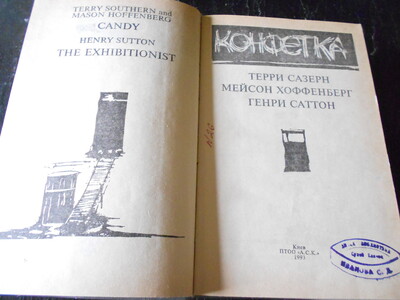 TERRY SOUTHERN and
MASON HOFFENBERG
CANDY
HENRY SUTTON
THE EXHIBITIONIST
КОНФЕТКА
ТЕРРИ САЗЕРН
МЕЙСОН ХОФФЕНБЕРГ
ГЕНРИ САТТОН
Киев
ПТОО «А.С.К.»
1993